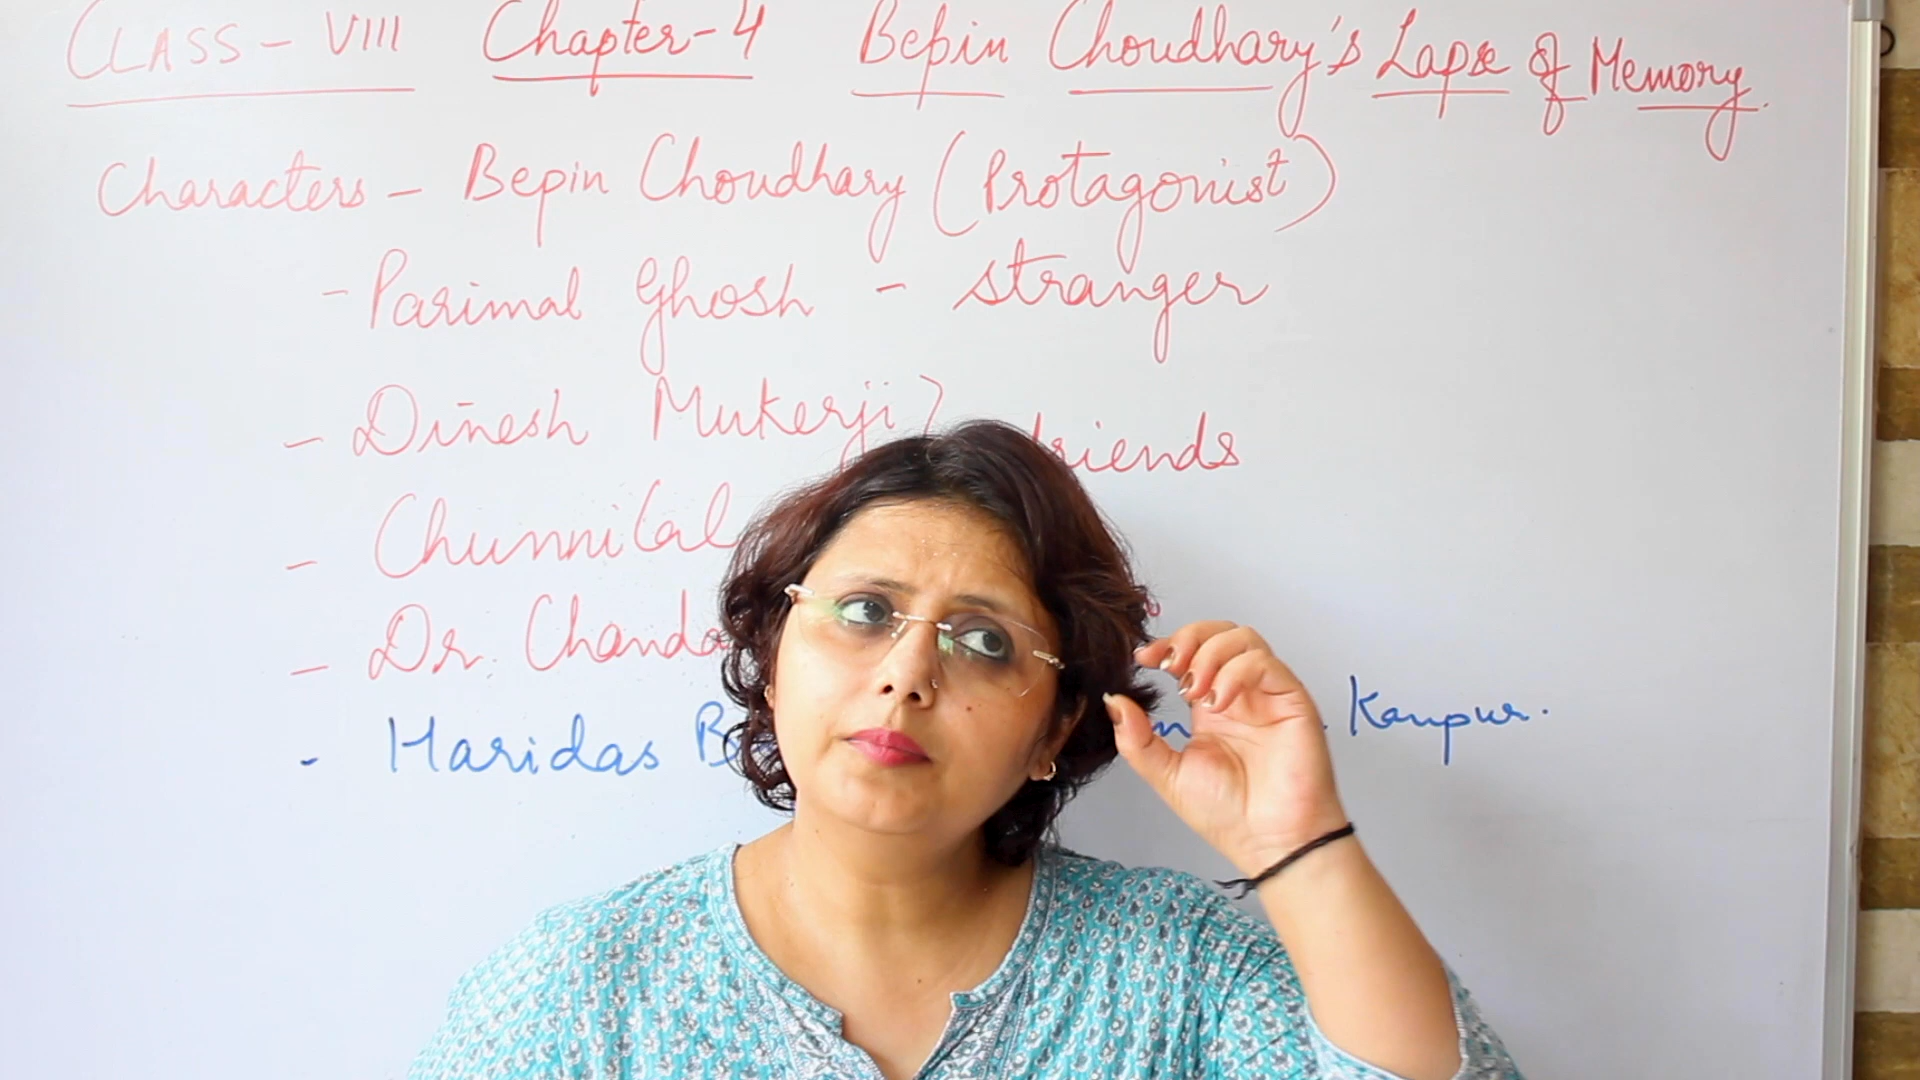 CLASS - VIII Chapter-4 Bepin Choudhary's Lapse of Memory.
Characters - Bepin Choudhary (Protagonist)
- Parimal Ghosh - stranger
- Dinesh Mukerji } friends
- Chunnilal
- Dr. Chanda
- Haridas Kanpur.